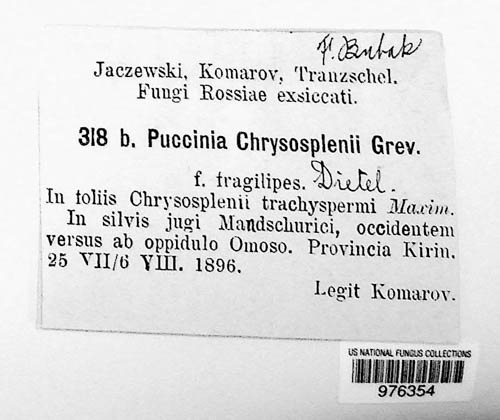 F. Bubak
Jaczewski, Komarov, Tranzschel.
Fungi Rossiae exsiccati.
318 b. Puccinia Chrysosplenii Grev.
f. fragilipes. Dietel.
In foliis Chrysosplenii trachyspermi Maxim.
In silvis jugi Mandschurici, occidentem
versus ab oppidulo Omoso. Provincia Kirin.
25 VII/6 VIII. 1896.
Legit Komarov.
US NATIONAL FUNGUS COLLECTIONS
976354